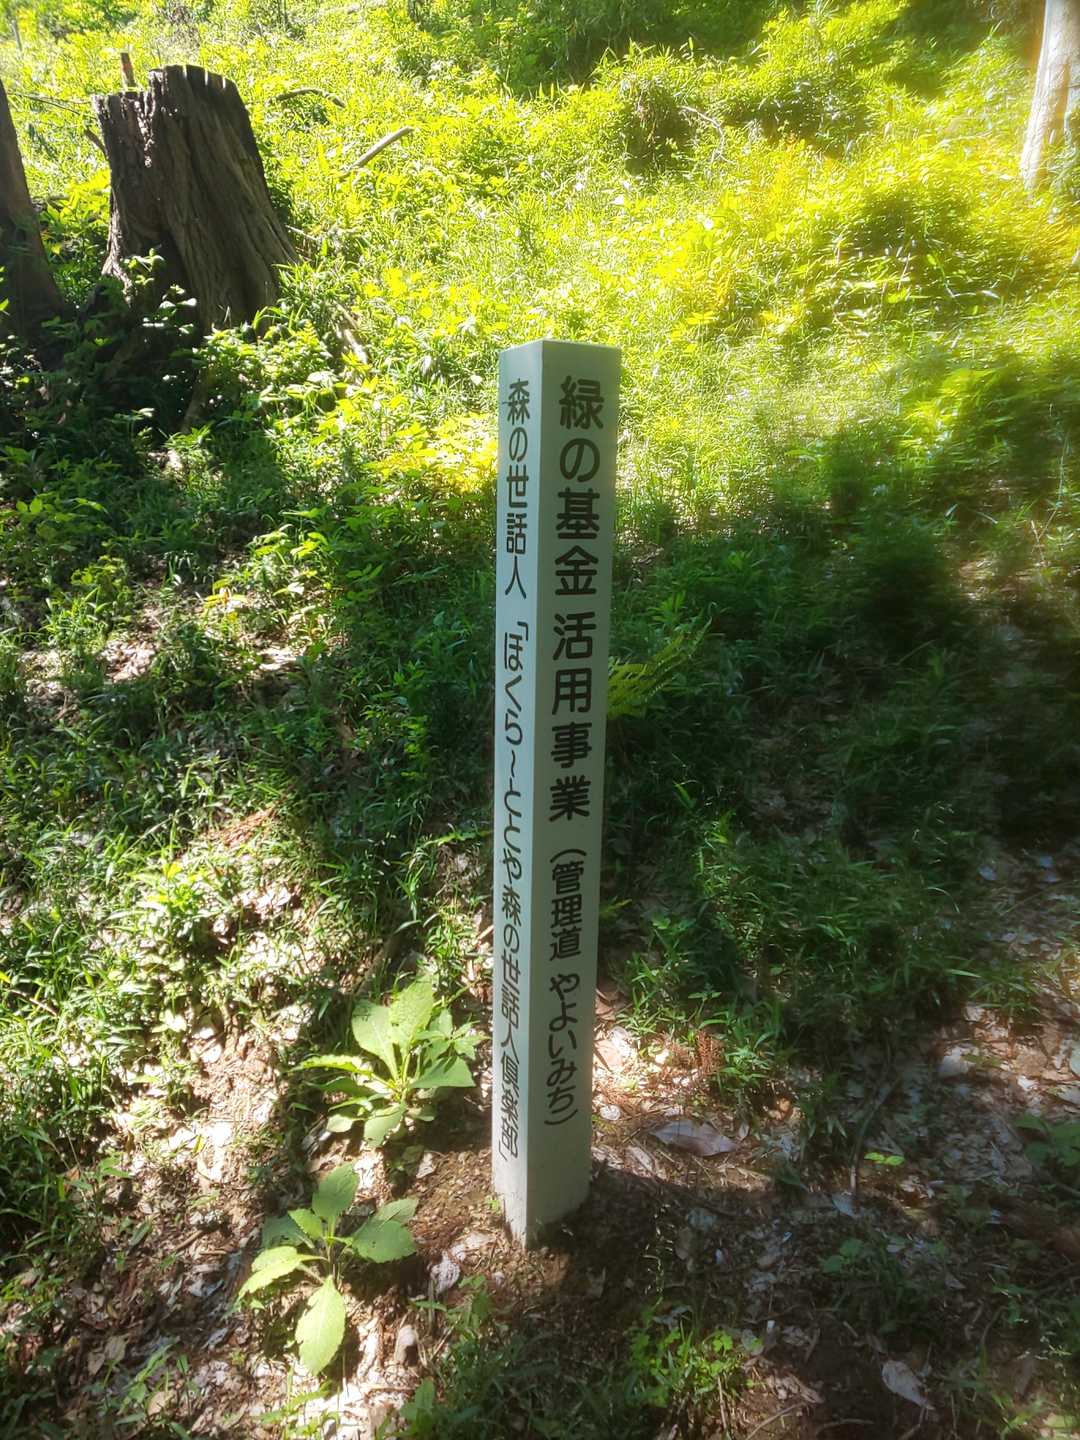 緑の基金活用事業（管理道 やよいみち）
森の世話人「ほくら～ととや森の世話人倶楽部」